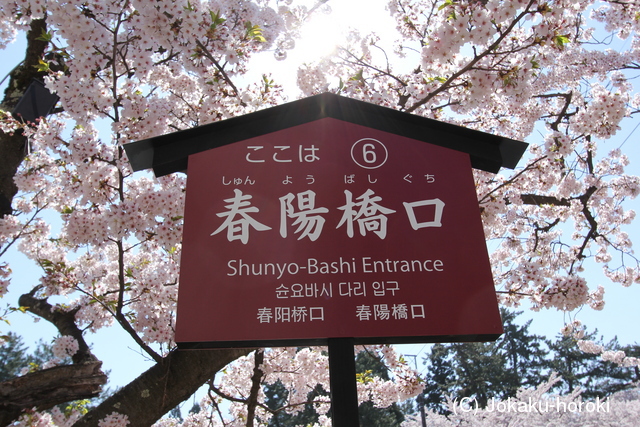 ここは ⑥
しゅん よう ばし ぐち
春陽橋口
Shunyo-Bashi Entrance
슌요바시 다리 입구
春阳桥口 春陽橋口
(C) Jokaku-horoki